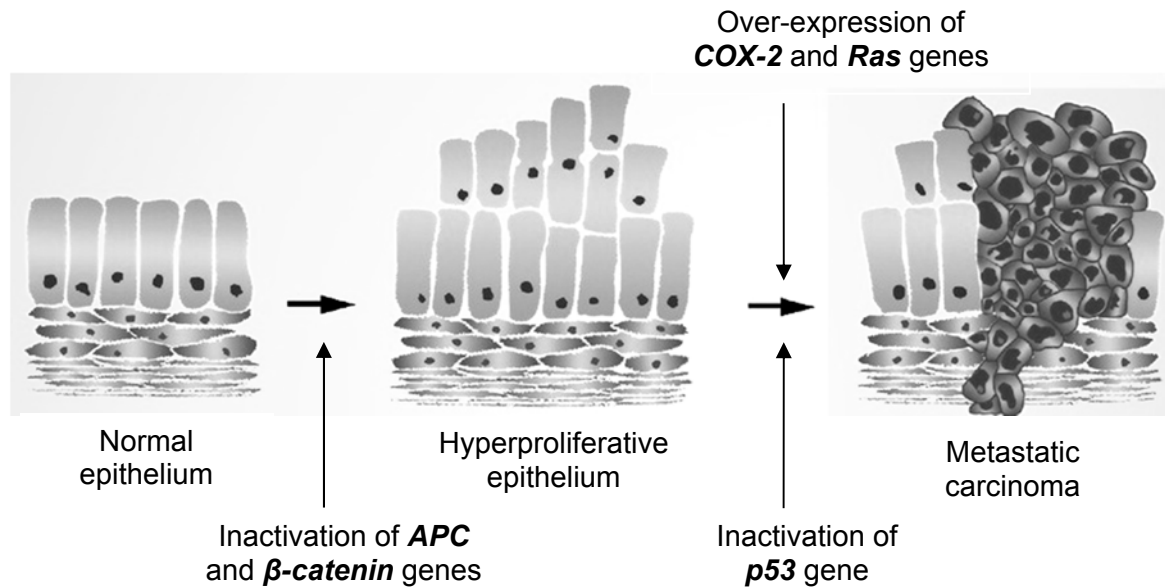 Over-expression of
COX-2 and Ras genes
Normal
epithelium
Hyperproliferative
epithelium
Metastatic
carcinoma
Inactivation of APC
and β-catenin genes
Inactivation of
p53 gene